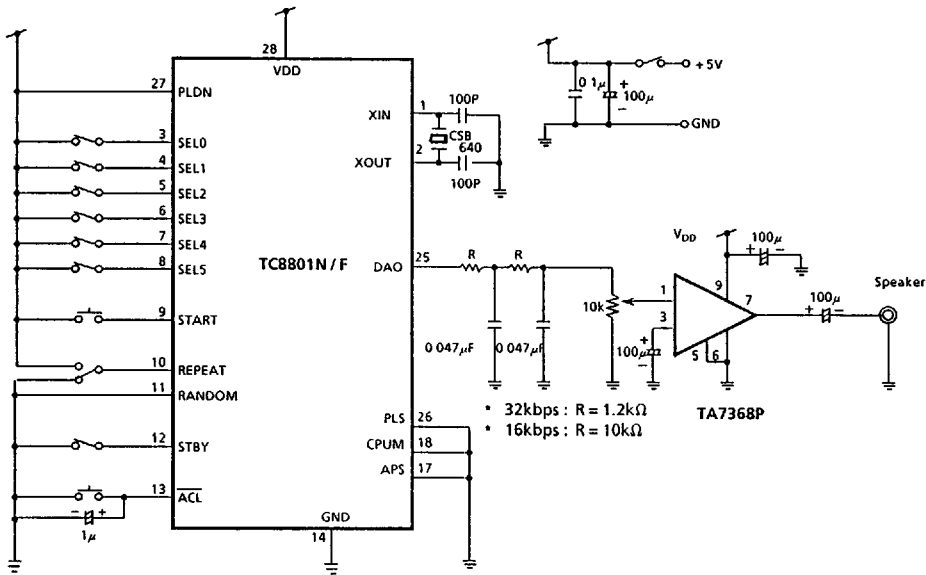 28
VDD
27
PLDN
3
SEL0
4
SEL1
5
SEL2
6
SEL3
7
SEL4
8
SEL5
9
START
10
REPEAT
11
RANDOM
12
STBY
13
ACL
− +
1μ
TC8801N / F
GND
14
XIN
1
100P
CSB
640
XOUT
2
100P
DAO
25
R
R
0 047μF
0 047μF
10k
PLS
26
CPUM
18
APS
17
0 1μ
+
100μ
−
+ 5V
GND
VDD
100μ
+ −
9
1
7
3
5
6
+
100μ
−
TA7368P
100μ
+ −
Speaker
* 32kbps : R = 1.2kΩ
* 16kbps : R = 10kΩ